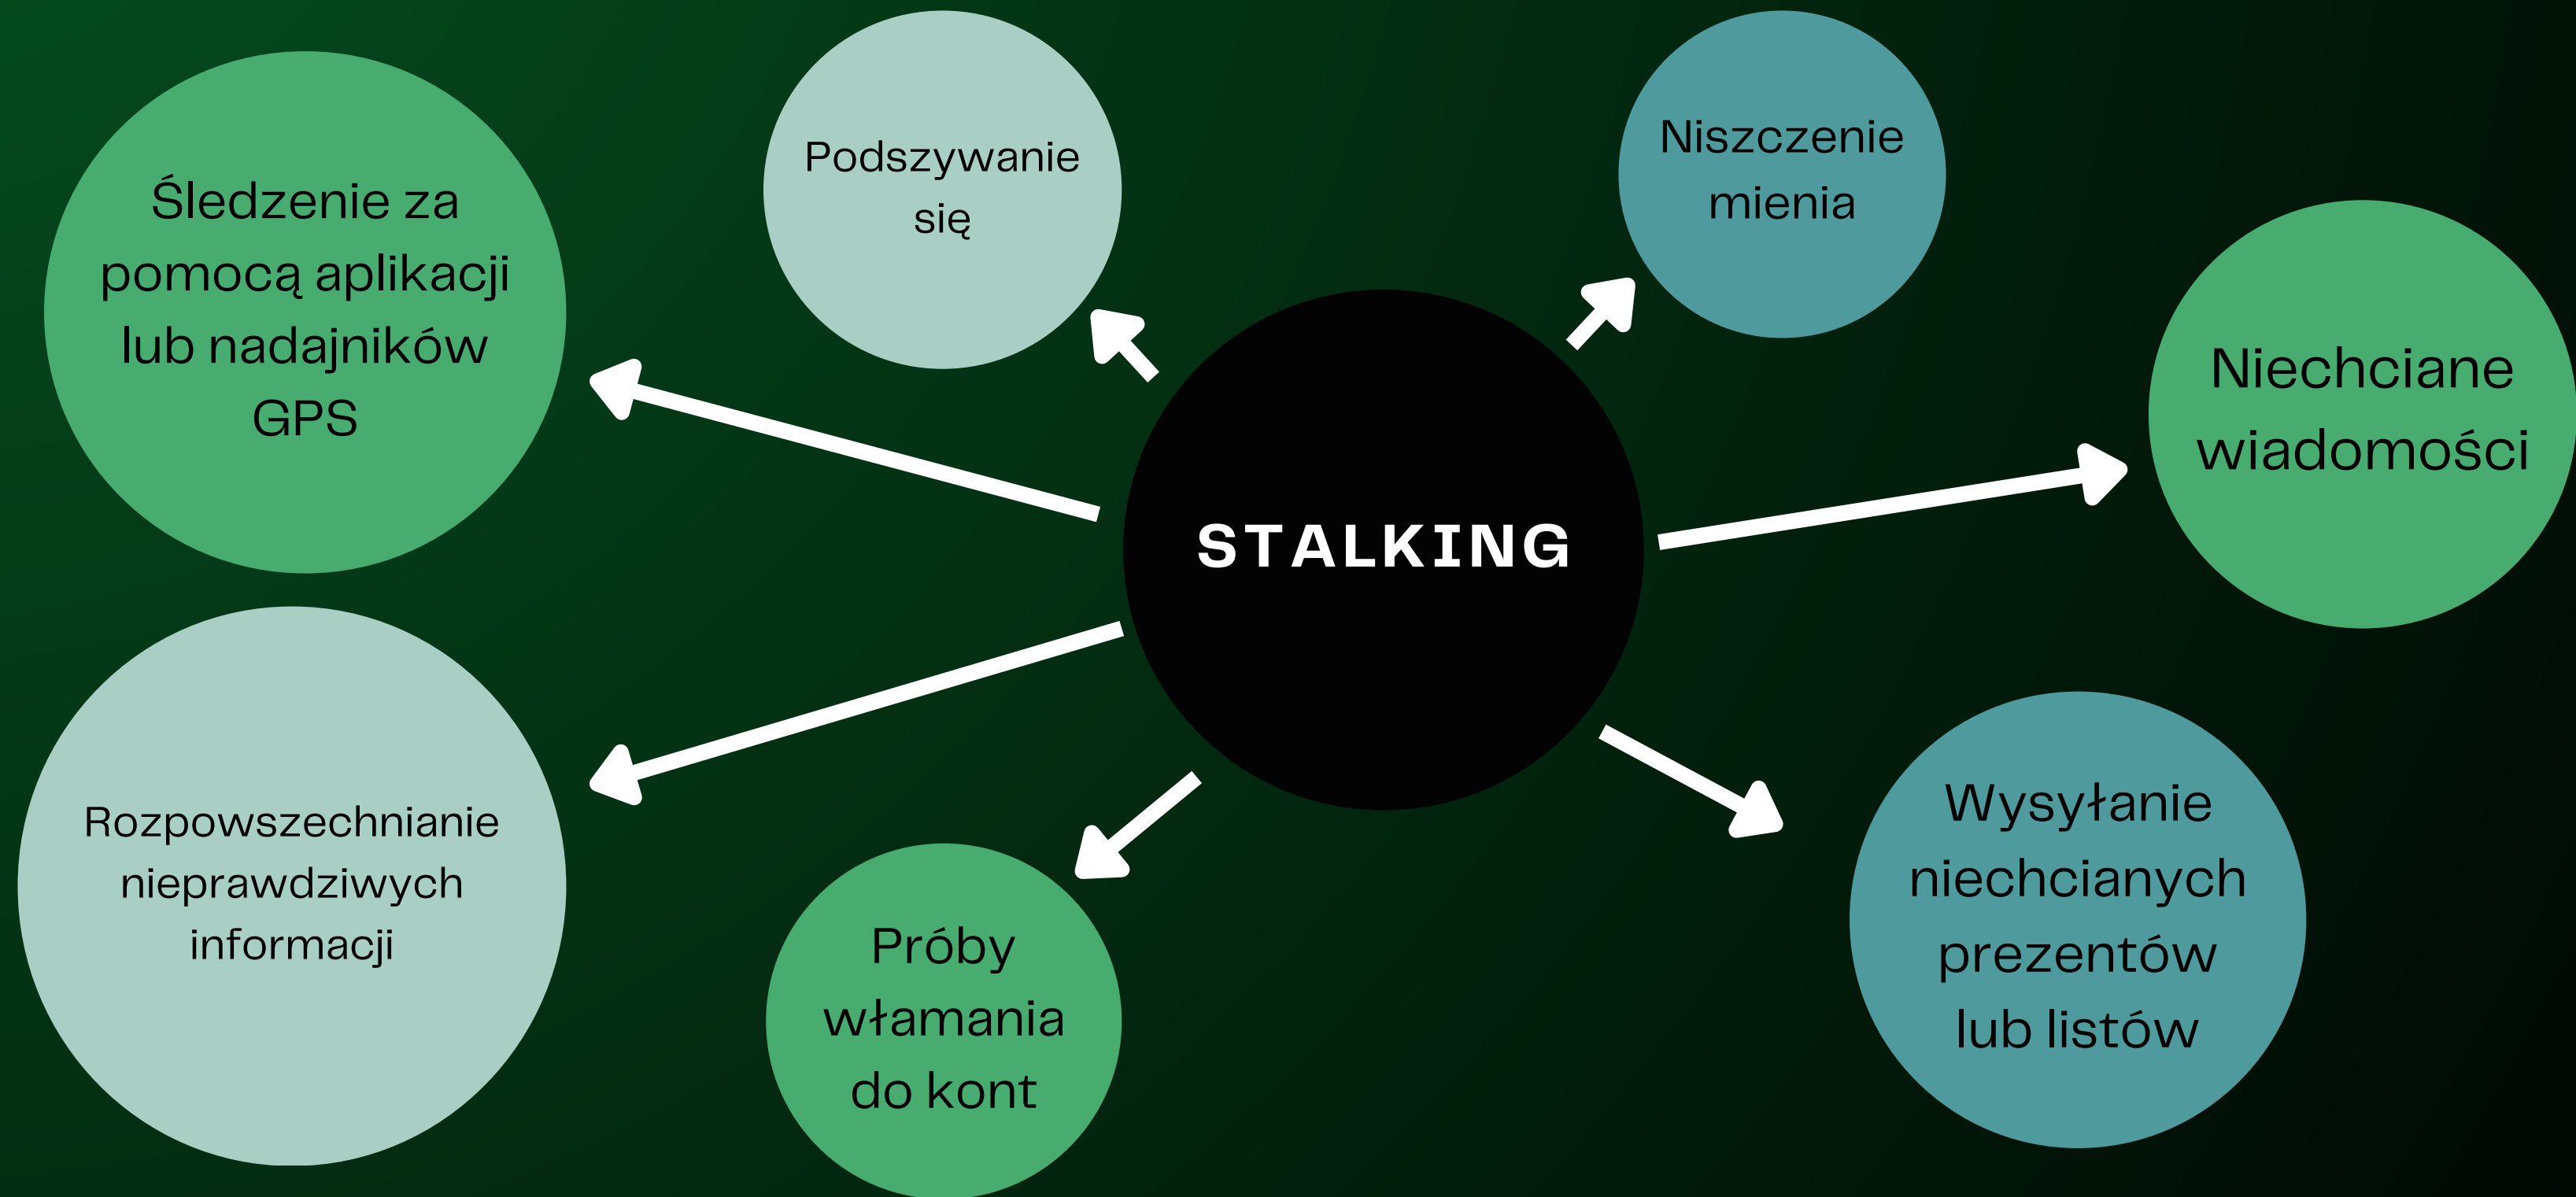 Śledzenie za
pomocą aplikacji
lub nadajników
GPS
Podszywanie
się
Niszczenie
mienia
Niechciane
wiadomości
STALKING
Rozpowszechnianie
nieprawdziwych
informacji
Próby
włamania
do kont
Wysyłanie
niechcianych
prezentów
lub listów